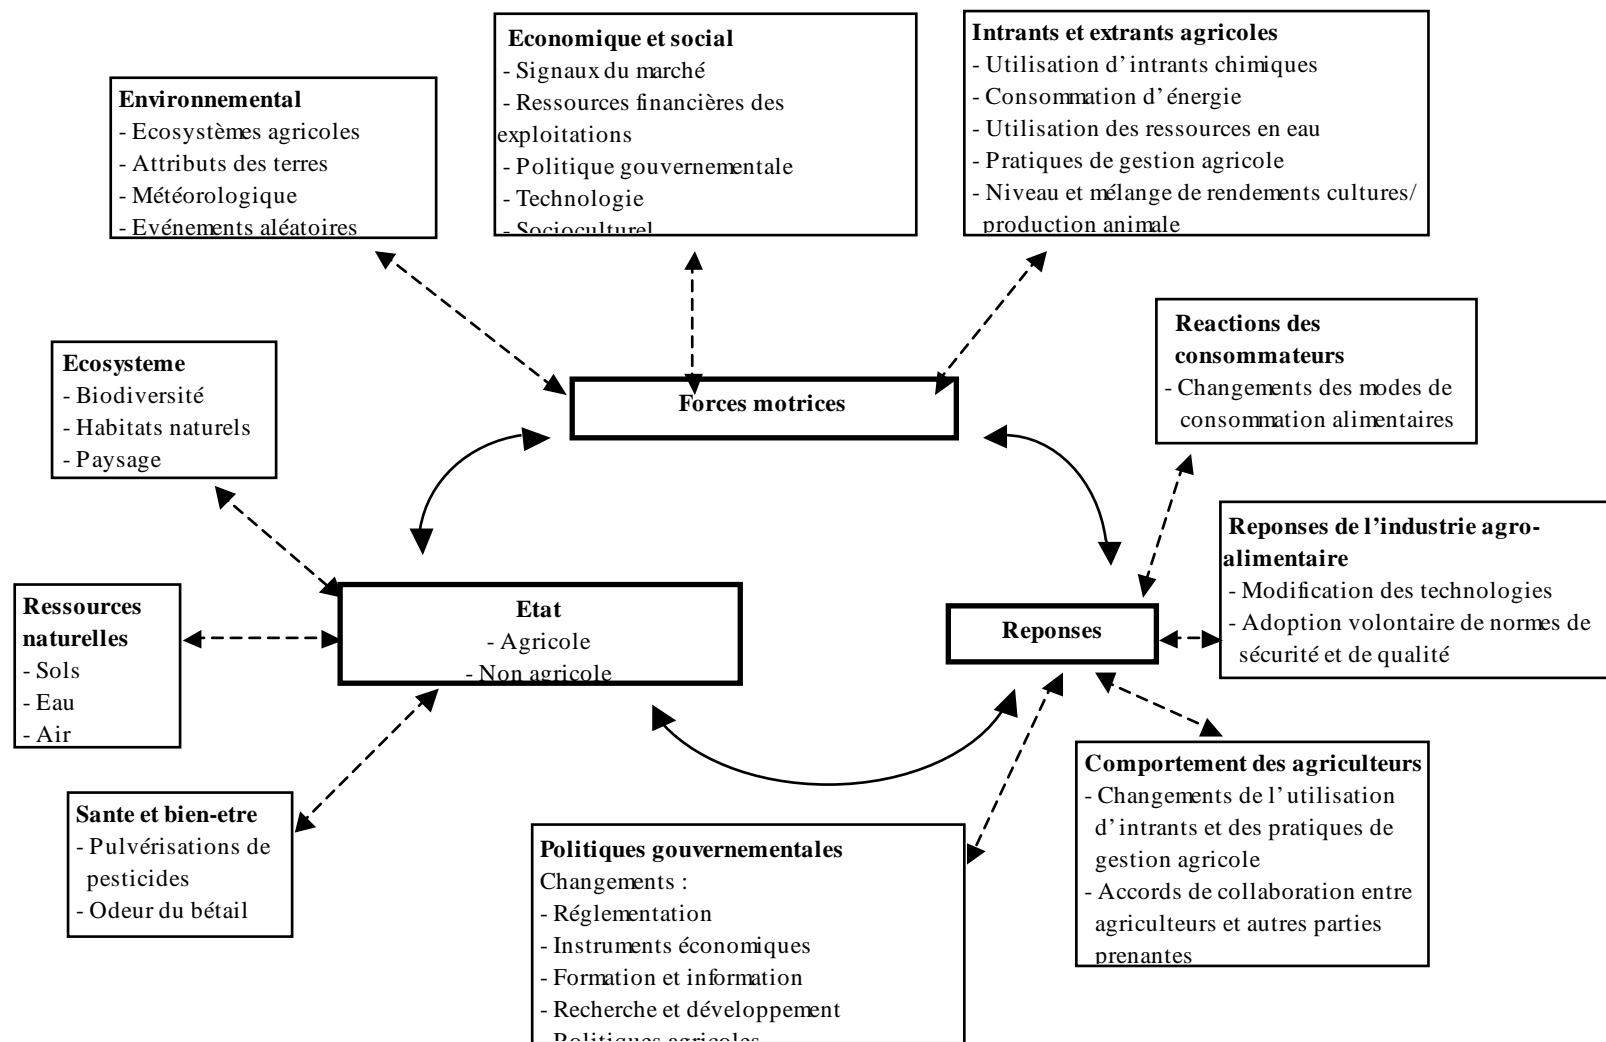 Economique et social
- Signaux du marché
- Ressources financières des
exploitations
- Politique gouvernementale
- Technologie
- Socioculturel
Intrants et extrants agricoles
- Utilisation d’intrants chimiques
- Consommation d’énergie
- Utilisation des ressources en eau
- Pratiques de gestion agricole
- Niveau et mélange de rendements cultures/
production animale
Environnemental
- Ecosystèmes agricoles
- Attributs des terres
- Météorologique
- Evénements aléatoires
Reactions des
consommateurs
- Changements des modes de
consommation alimentaires
Ecosysteme
- Biodiversité
- Habitats naturels
- Paysage
Forces motrices
Reponses de l’industrie agro-
alimentaire
- Modification des technologies
- Adoption volontaire de normes de
sécurité et de qualité
Ressources
naturelles
- Sols
- Eau
- Air
Etat
- Agricole
- Non agricole
Reponses
Sante et bien-etre
- Pulvérisations de
pesticides
- Odeur du bétail
Politiques gouvernementales
Changements :
- Réglementation
- Instruments économiques
- Formation et information
- Recherche et développement
- Politiques agricoles
Comportement des agriculteurs
- Changements de l’utilisation
d’intrants et des pratiques de
gestion agricole
- Accords de collaboration entre
agriculteurs et autres parties
prenantes